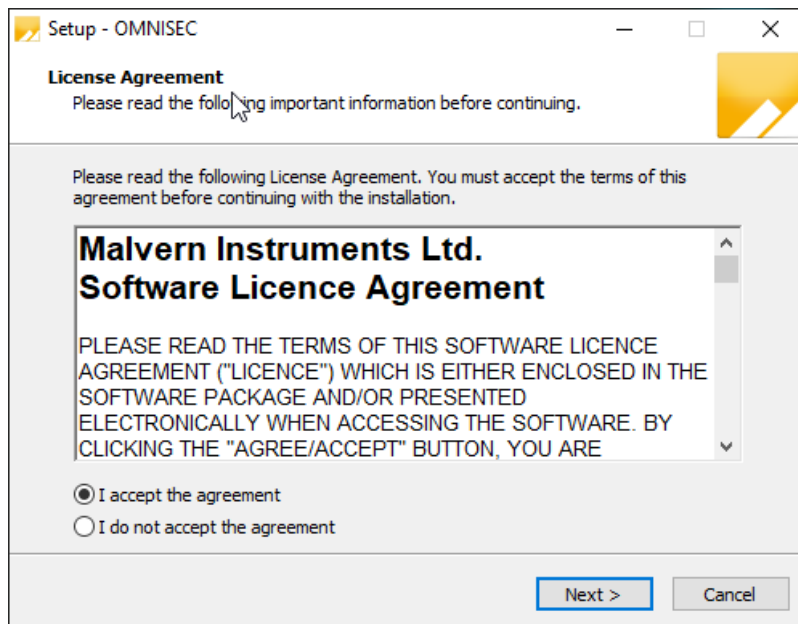 Setup - OMNISEC
License Agreement
Please read the following important information before continuing.
Please read the following License Agreement. You must accept the terms of this
agreement before continuing with the installation.
Malvern Instruments Ltd.
Software Licence Agreement
PLEASE READ THE TERMS OF THIS SOFTWARE LICENCE
AGREEMENT ("LICENCE") WHICH IS EITHER ENCLOSED IN THE
SOFTWARE PACKAGE AND/OR PRESENTED
ELECTRONICALLY WHEN ACCESSING THE SOFTWARE. BY
CLICKING THE "AGREE/ACCEPT" BUTTON, YOU ARE
I accept the agreement
I do not accept the agreement
Next >
Cancel